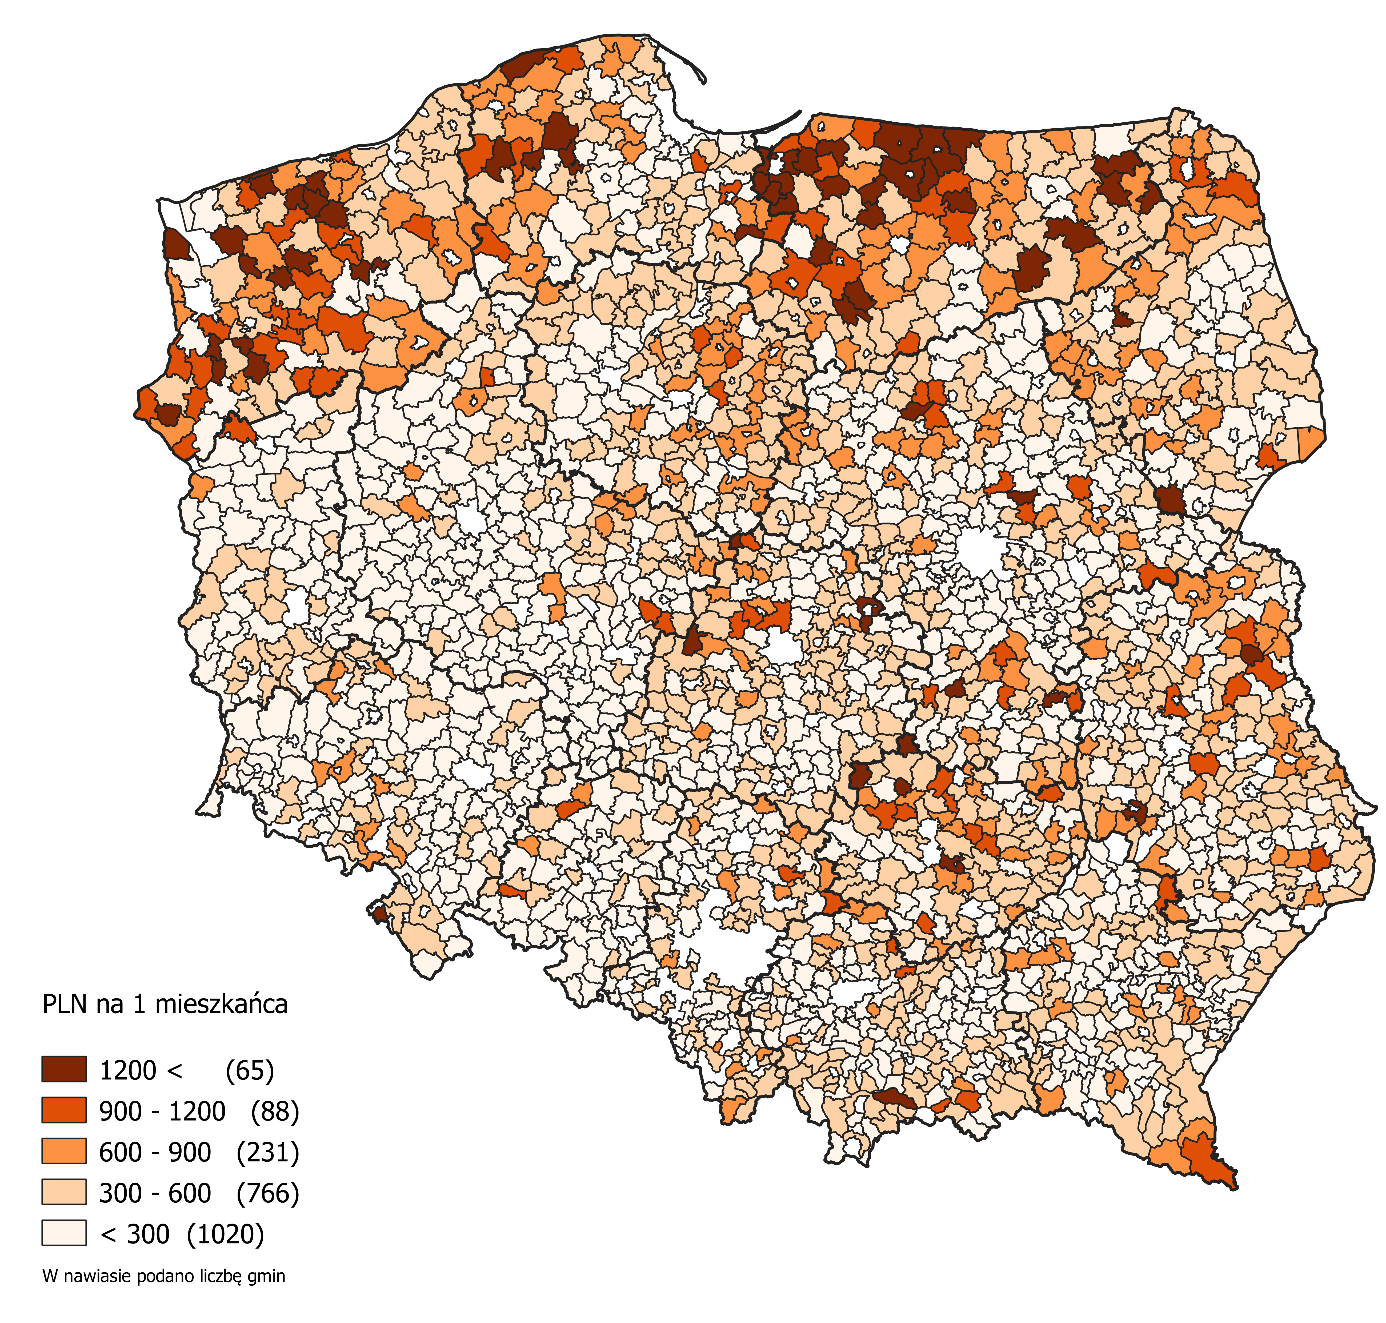 PLN na 1 mieszkańca
1200 < (65)
900 - 1200 (88)
600 - 900 (231)
300 - 600 (766)
< 300 (1020)
W nawiasie podano liczbę gmin